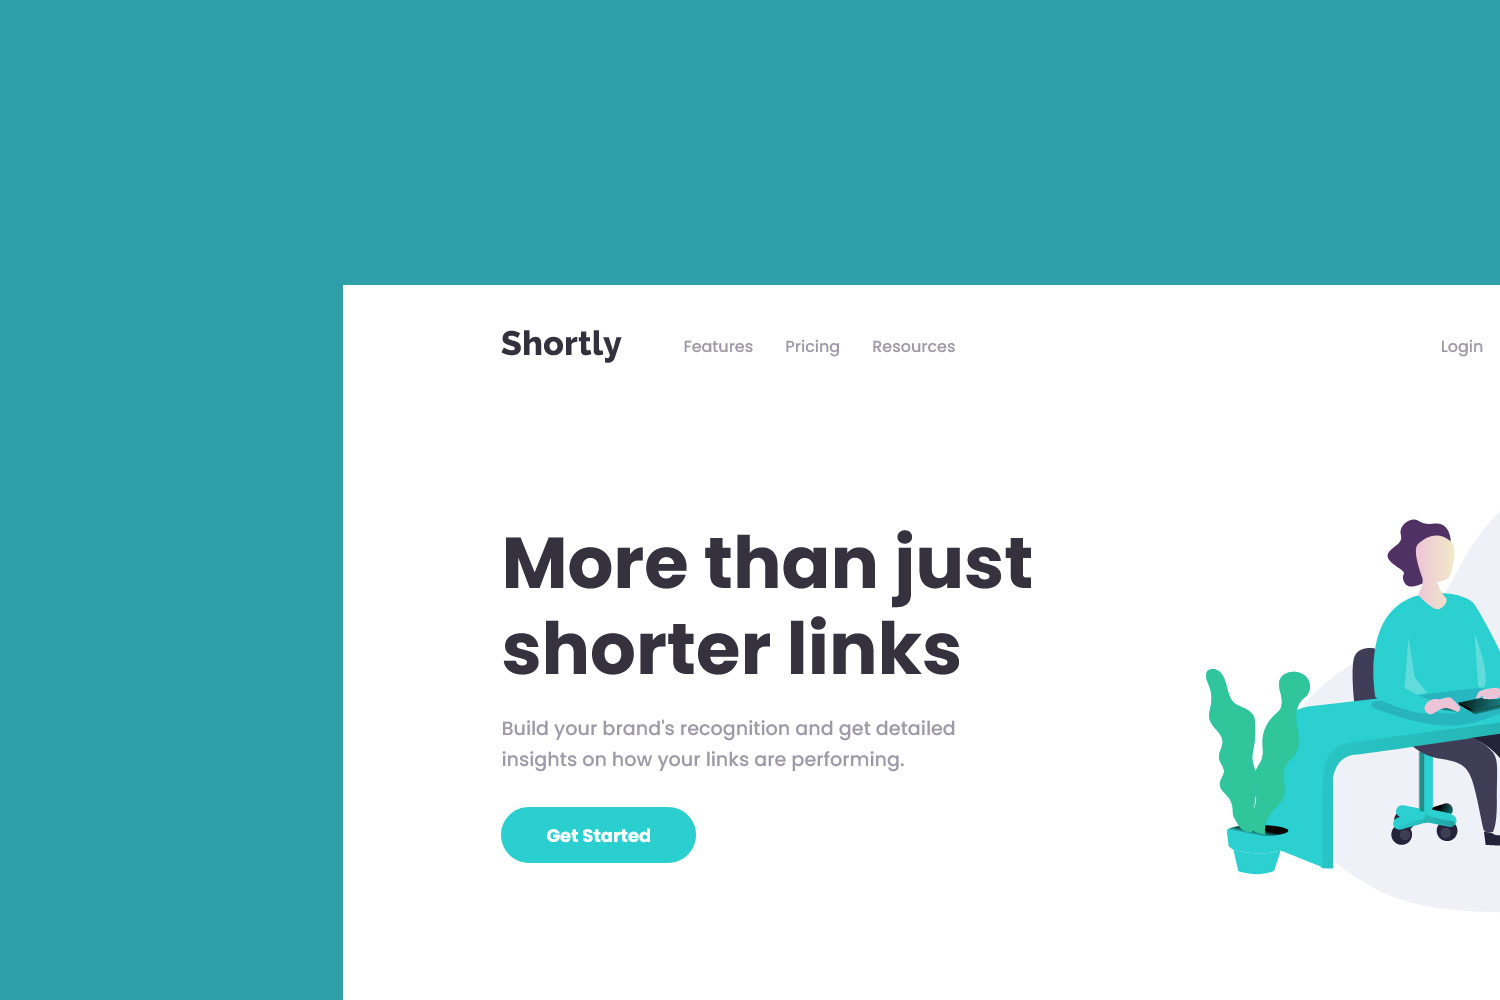 Shortly Features Pricing Resources Login
More than just
shorter links
Build your brand's recognition and get detailed
insights on how your links are performing.
Get Started